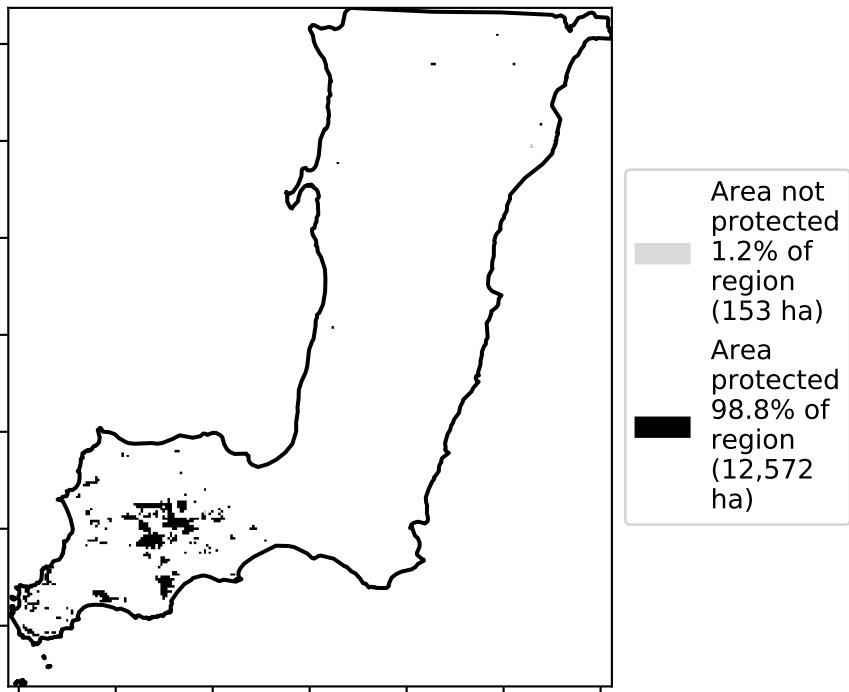 Area not
protected
1.2% of
region
(153 ha)
Area
protected
98.8% of
region
(12,572
ha)